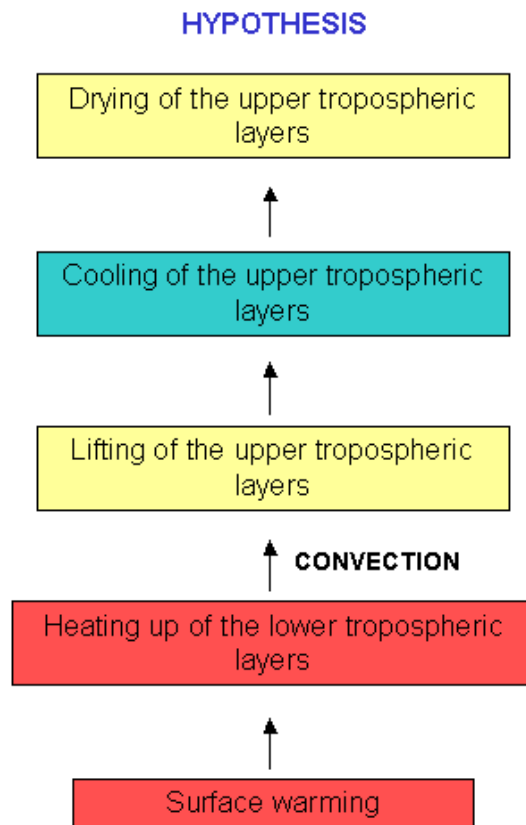 HYPOTHESIS
Drying of the upper tropospheric
layers
Cooling of the upper tropospheric
layers
Lifting of the upper tropospheric
layers
CONVECTION
Heating up of the lower tropospheric
layers
Surface warming